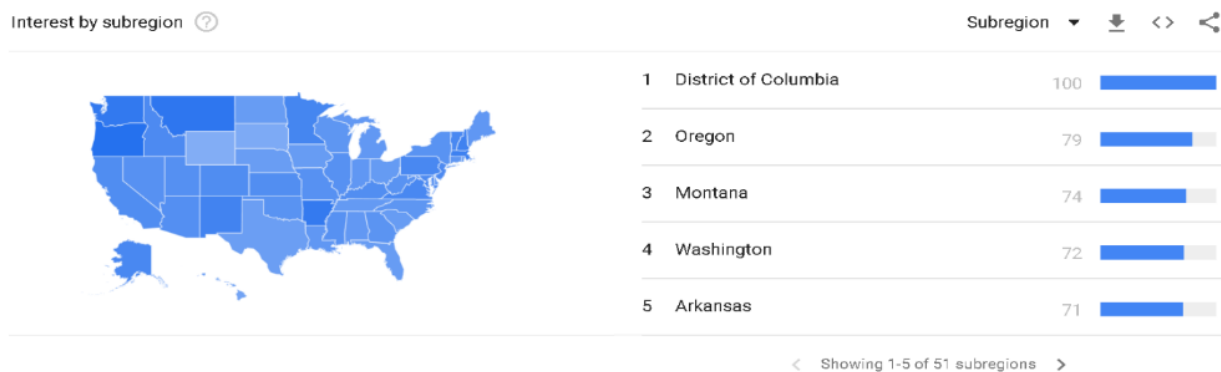 Interest by subregion
Subregion
1 District of Columbia 100
2 Oregon 79
3 Montana 74
4 Washington 72
5 Arkansas 71
Showing 1-5 of 51 subregions